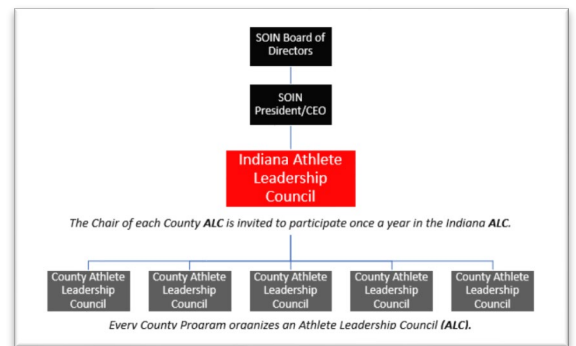 SOIN Board of
Directors
SOIN
President/CEO
Indiana Athlete
Leadership
Council
The Chair of each County ALC is invited to participate once a year in the Indiana ALC.
County Athlete
Leadership
Council
County Athlete
Leadership
Council
County Athlete
Leadership
Council
County Athlete
Leadership
Council
County Athlete
Leadership
Council
Every County Program organizes an Athlete Leadership Council (ALC).